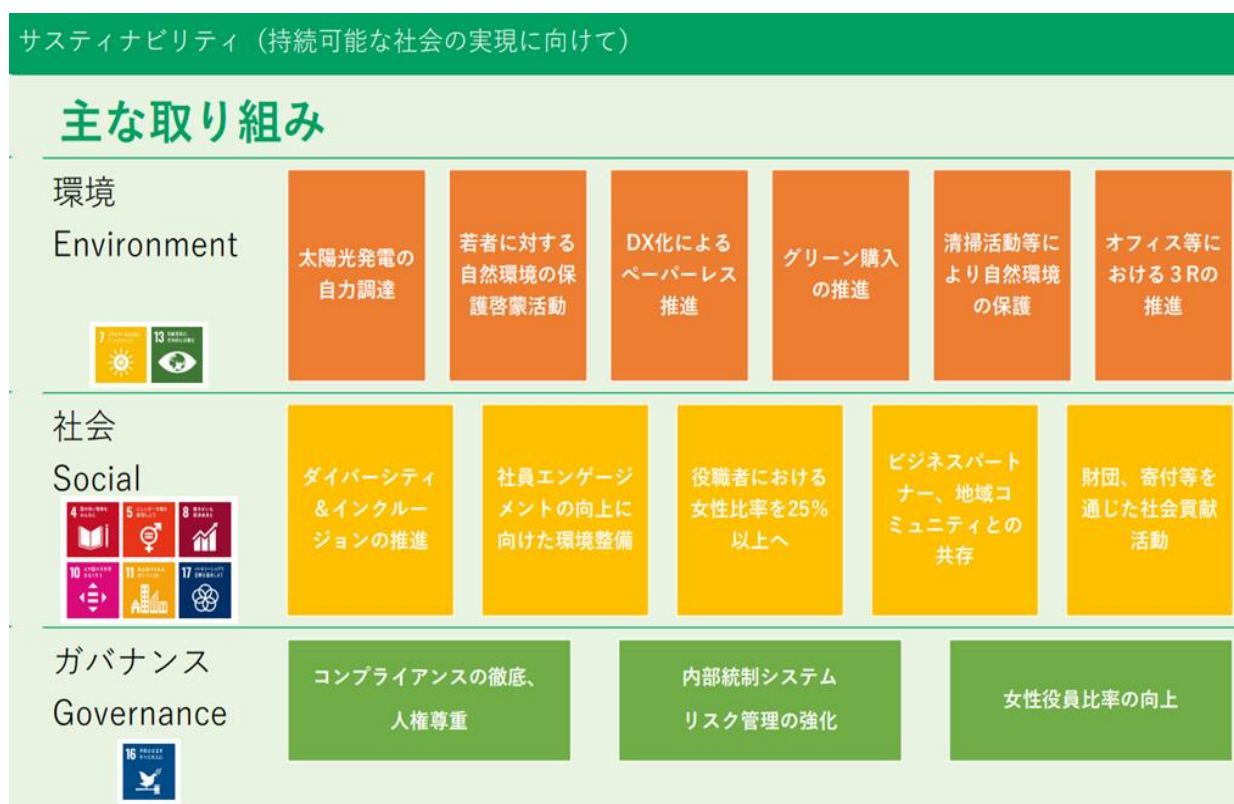 サスティナビリティ（持続可能な社会の実現に向けて）
主な取り組み
環境
Environment
太陽光発電の
自力調達
若者に対する
自然環境の保
護啓蒙活動
DX化による
ペーパーレス
推進
グリーン購入
の推進
清掃活動等に
より自然環境
の保護
オフィス等に
おける３Rの
推進
7
13
社会
Social
4
5
8
10
11
17
ダイバーシティ
＆インクルー
ジョンの推進
社員エンゲージ
メントの向上に
向けた環境整備
役職者における
女性比率を25%
以上へ
ビジネスパート
ナー、地域コ
ミュニティとの
共存
財団、寄付等を
通じた社会貢献
活動
ガバナンス
Governance
16
コンプライアンスの徹底、
人権尊重
内部統制システム
リスク管理の強化
女性役員比率の向上